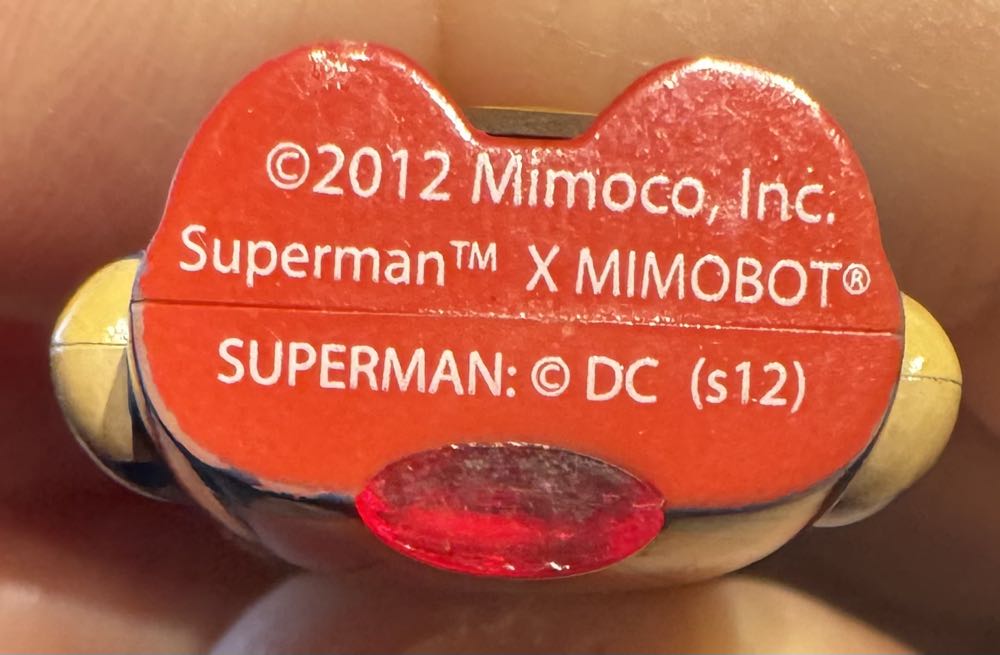 ©2012 Mimoco, Inc.
Superman™ X MIMOBOT®
SUPERMAN: © DC (s12)